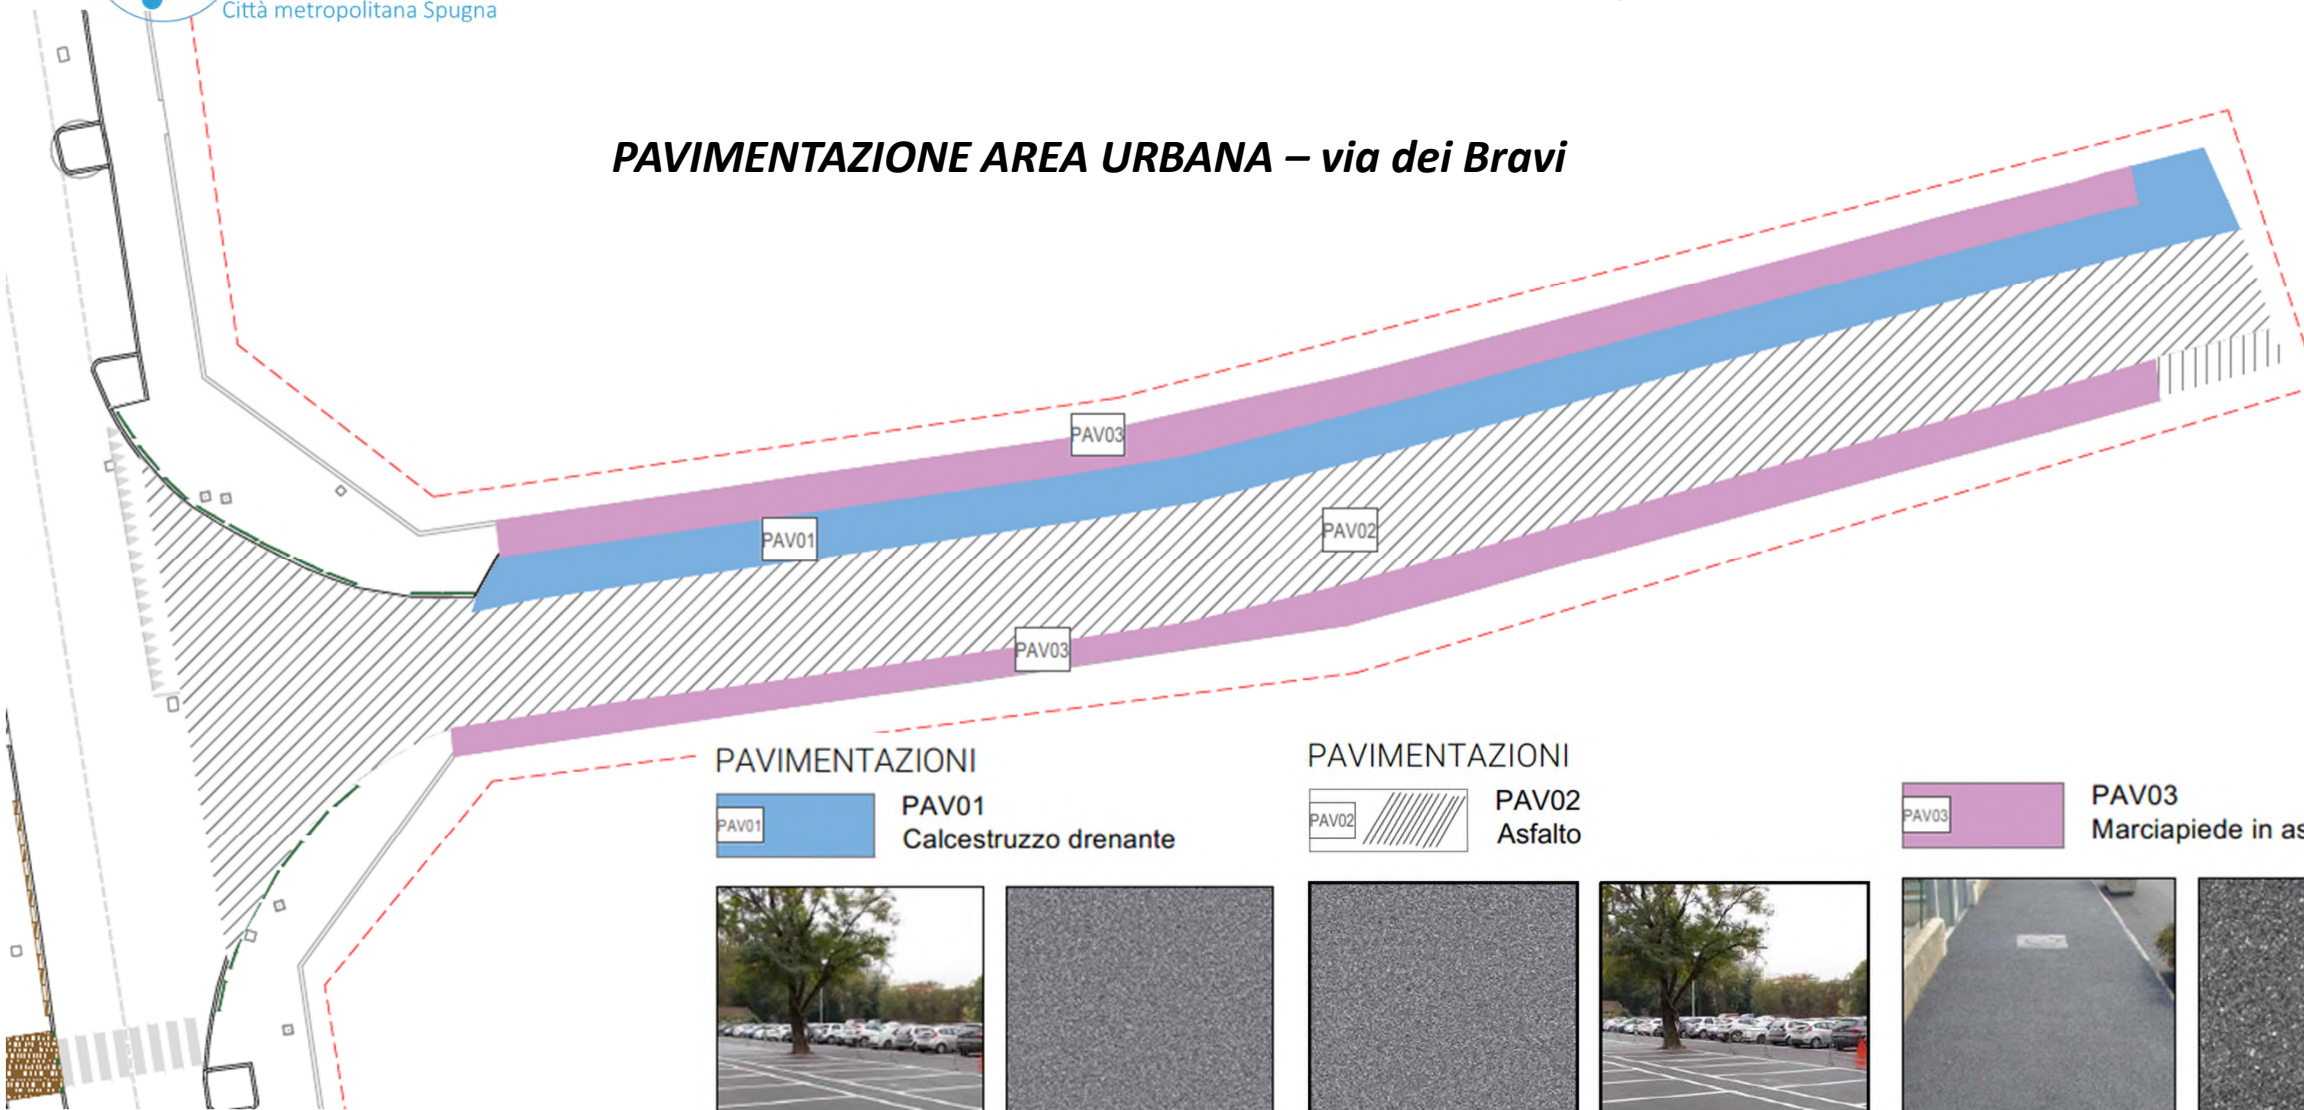 Città metropolitana Spugna
PAVIMENTAZIONE AREA URBANA – via dei Bravi
PAV03
PAV01
PAV02
PAV03
PAVIMENTAZIONI
PAV01
PAV01
Calcestruzzo drenante
PAVIMENTAZIONI
PAV02
PAV02
Asfalto
PAV03
PAV03
Marciapiede in as